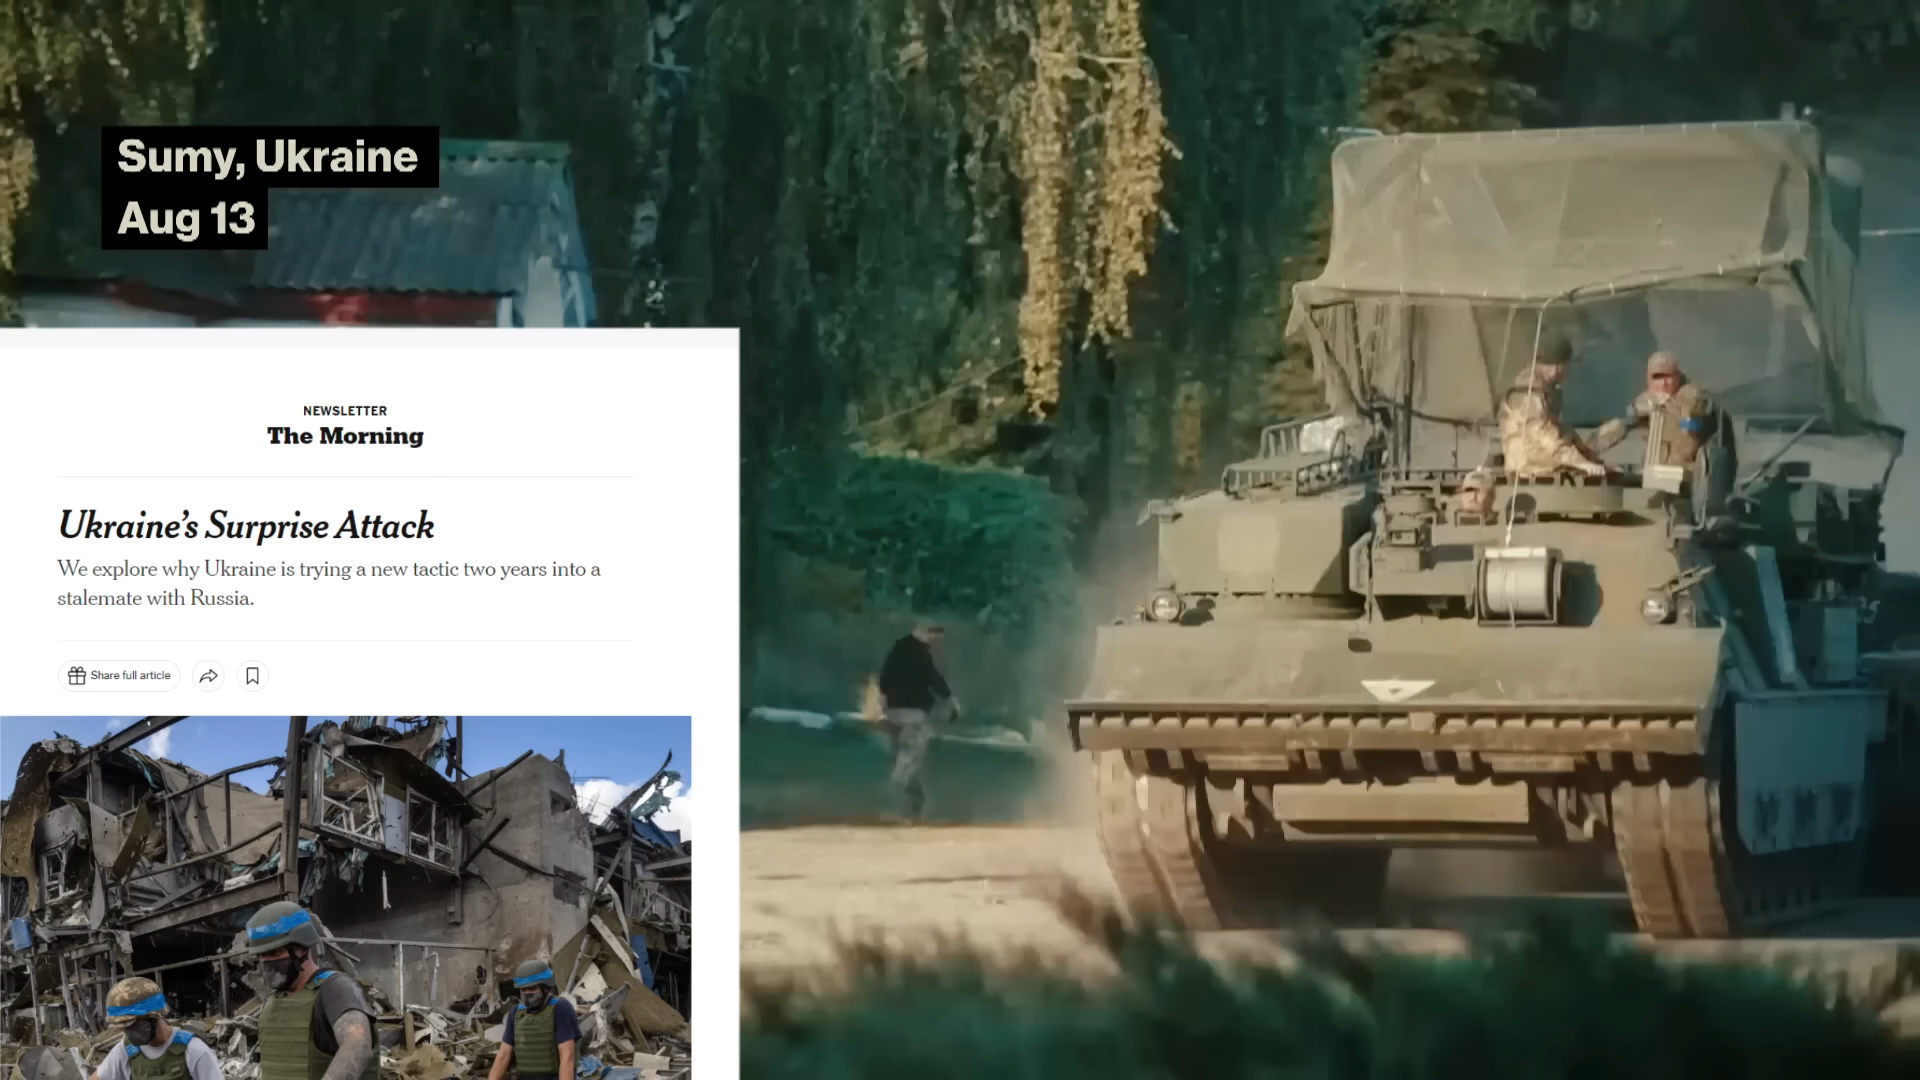 Sumy, Ukraine
Aug 13
NEWSLETTER
The Morning
Ukraine’s Surprise Attack
We explore why Ukraine is trying a new tactic two years into a
stalemate with Russia.
Share full article